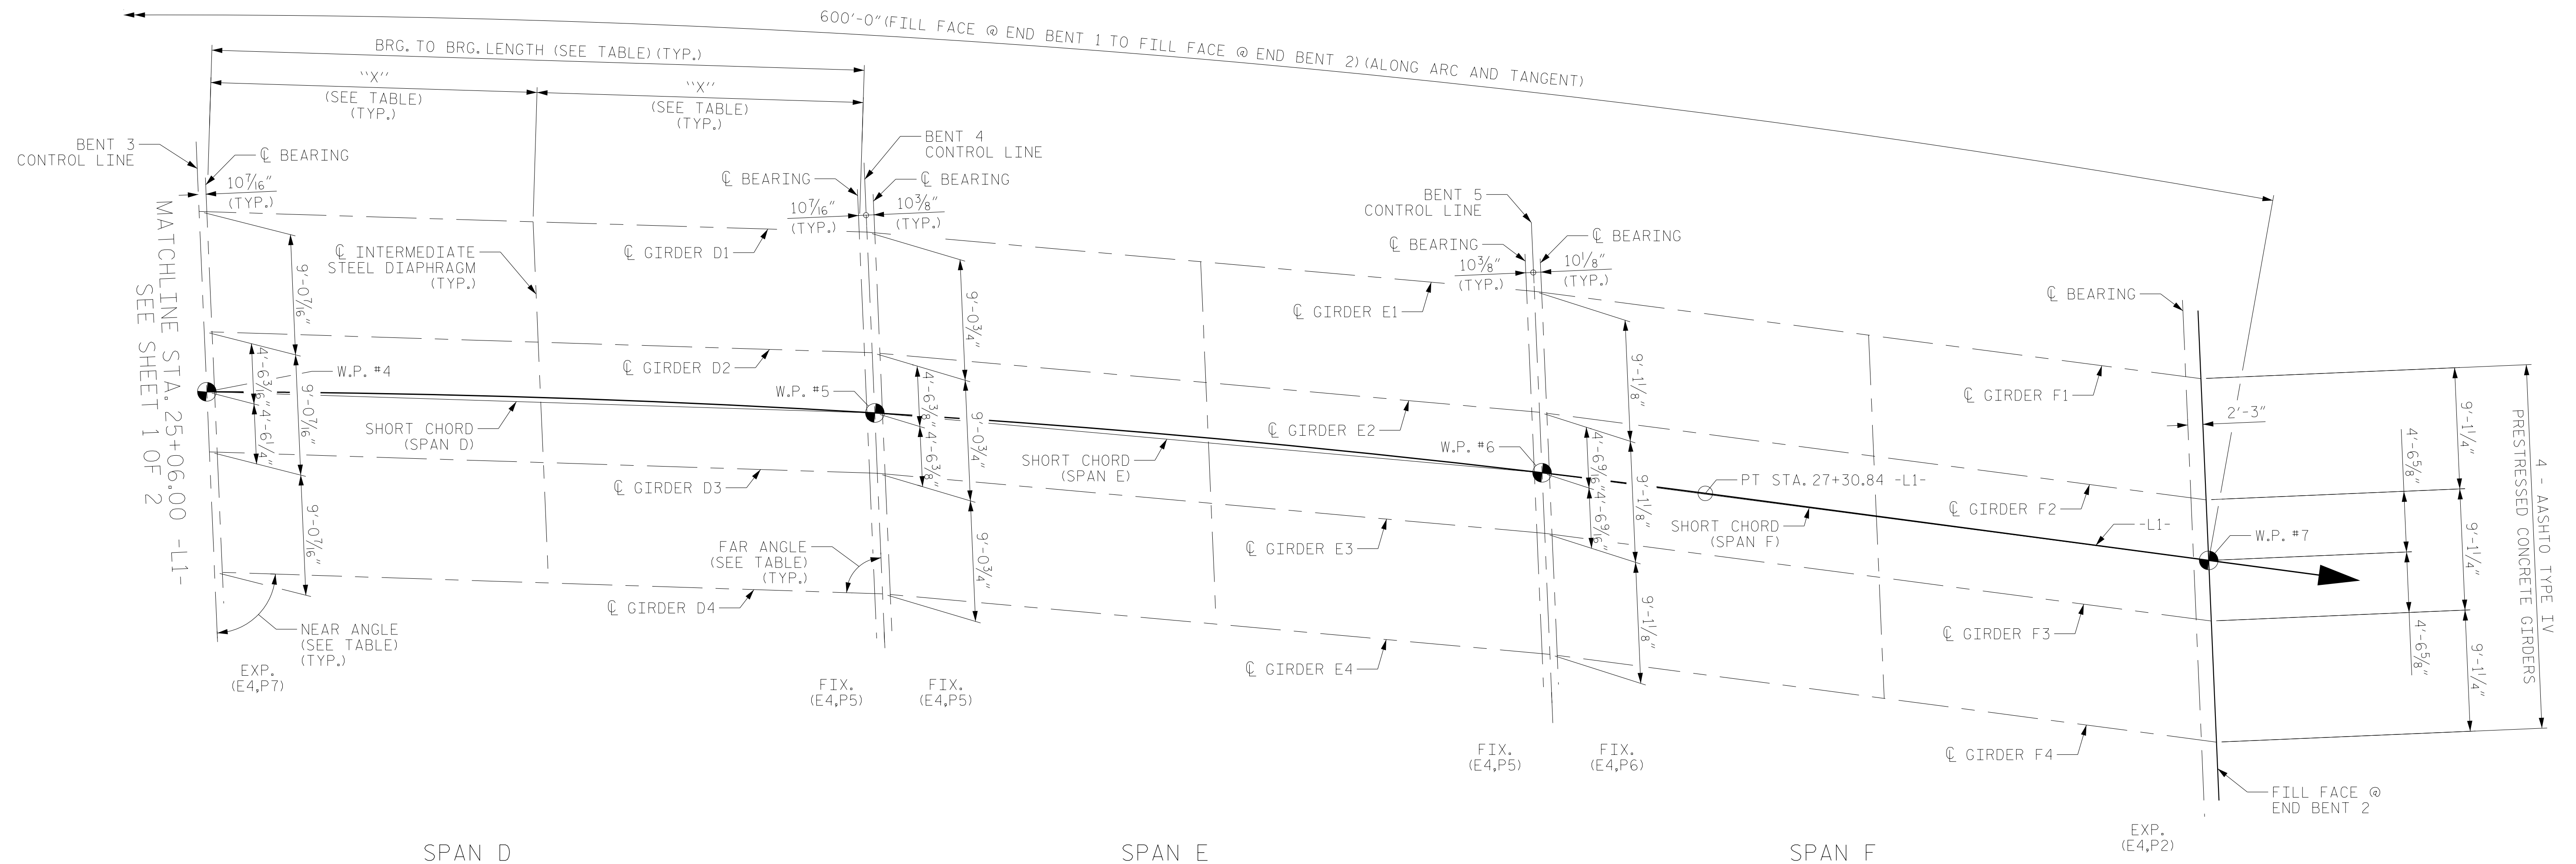 600'-0" (FILL FACE @ END BENT 1 TO FILL FACE @ END BENT 2) (ALONG ARC AND TANGENT)
BRG. TO BRG. LENGTH (SEE TABLE) (TYP.)
``X''
(SEE TABLE)
(TYP.)
``X''
(SEE TABLE)
(TYP.)
BENT 3
CONTROL LINE
℄ BEARING
10 7/16"
(TYP.)
MATCHLINE STA. 25+06.00 -L1-
SEE SHEET 1 OF 2
℄ INTERMEDIATE
STEEL DIAPHRAGM
(TYP.)
℄ GIRDER D1
℄ BEARING
10 7/16"
(TYP.)
BENT 4
CONTROL LINE
℄ BEARING
10 3/8"
(TYP.)
9'-0 7/16"
9'-0 7/16"
9'-0 7/16"
4'-6 3/16"
4'-6 1/4"
W.P. #4
℄ GIRDER D2
SHORT CHORD
(SPAN D)
W.P. #5
℄ GIRDER D3
FAR ANGLE
(SEE TABLE)
(TYP.)
℄ GIRDER D4
NEAR ANGLE
(SEE TABLE)
(TYP.)
EXP.
(E4,P7)
FIX.
(E4,P5)
FIX.
(E4,P5)
9'-0 3/4"
9'-0 3/4"
9'-0 3/4"
4'-6 3/8"
4'-6 3/8"
BENT 5
CONTROL LINE
℄ BEARING
10 3/8"
(TYP.)
℄ BEARING
10 1/8"
(TYP.)
℄ GIRDER E1
℄ GIRDER E2
SHORT CHORD
(SPAN E)
W.P. #6
℄ GIRDER E3
℄ GIRDER E4
FIX.
(E4,P5)
FIX.
(E4,P6)
9'-1 1/8"
9'-1 1/8"
9'-1 1/8"
4'-6 9/16"
4'-6 9/16"
PT STA. 27+30.84 -L1-
SHORT CHORD
(SPAN F)
℄ BEARING
℄ GIRDER F1
℄ GIRDER F2
-L1-
℄ GIRDER F3
℄ GIRDER F4
2'-3"
W.P. #7
9'-1 1/4"
9'-1 1/4"
9'-1 1/4"
4'-6 5/8"
4'-6 5/8"
4 - AASHTO TYPE IV
PRESTRESSED CONCRETE GIRDERS
FILL FACE @
END BENT 2
EXP.
(E4,P2)
SPAN D
SPAN E
SPAN F